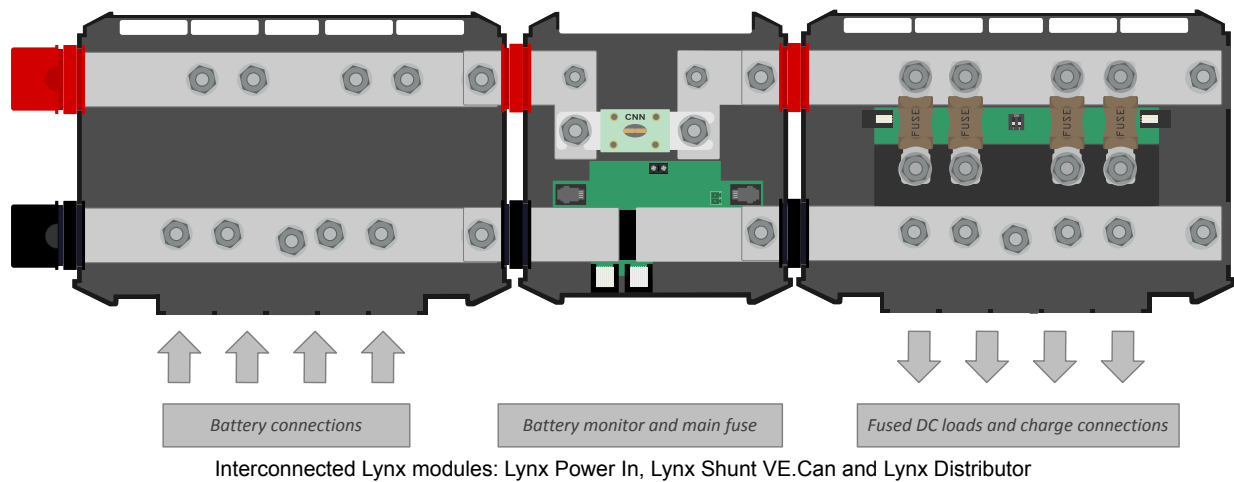 CNN
FUSE
FUSE
FUSE
FUSE
Battery connections
Battery monitor and main fuse
Fused DC loads and charge connections
Interconnected Lynx modules: Lynx Power In, Lynx Shunt VE.Can and Lynx Distributor